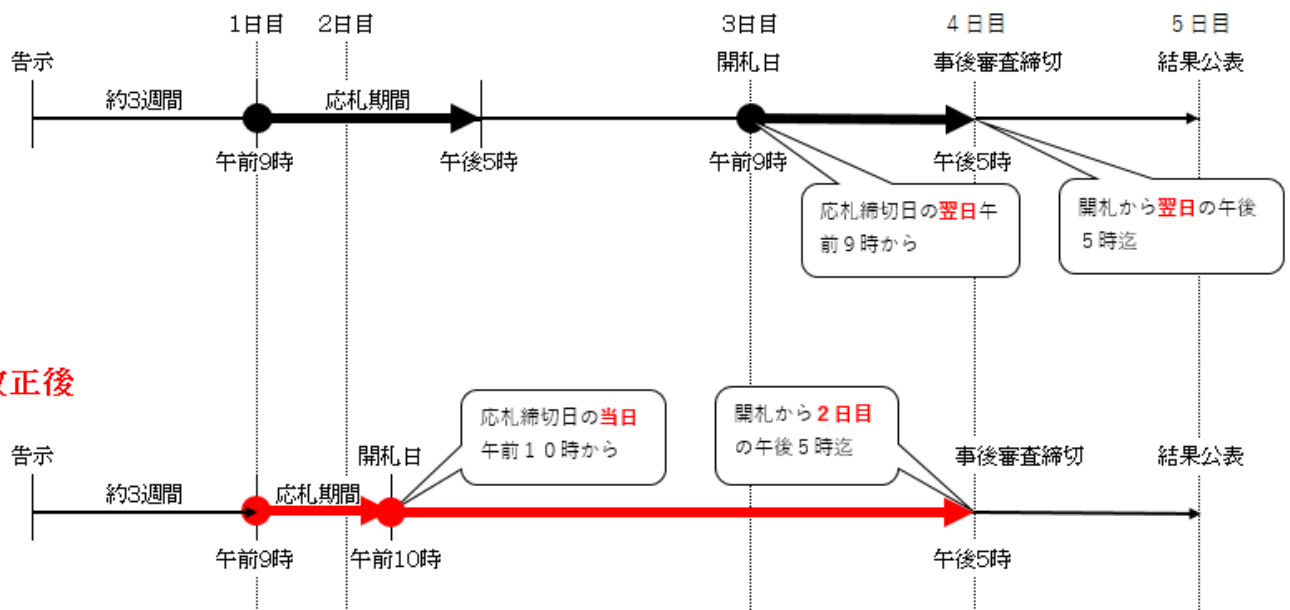 1日目 2日目 3日目 4日目 5日目
告示 開札日 事後審査締切 結果公表
約3週間 応札期間
午前9時 午後5時 午前9時 午後5時
応札締切日の翌日午
前9時から
開札から翌日の午後
5時迄
正後
応札締切日の当日
午前10時から
開札から2日目
の午後5時迄
告示 開札日 事後審査締切 結果公表
約3週間 応札期間
午前9時 午前10時 午後5時